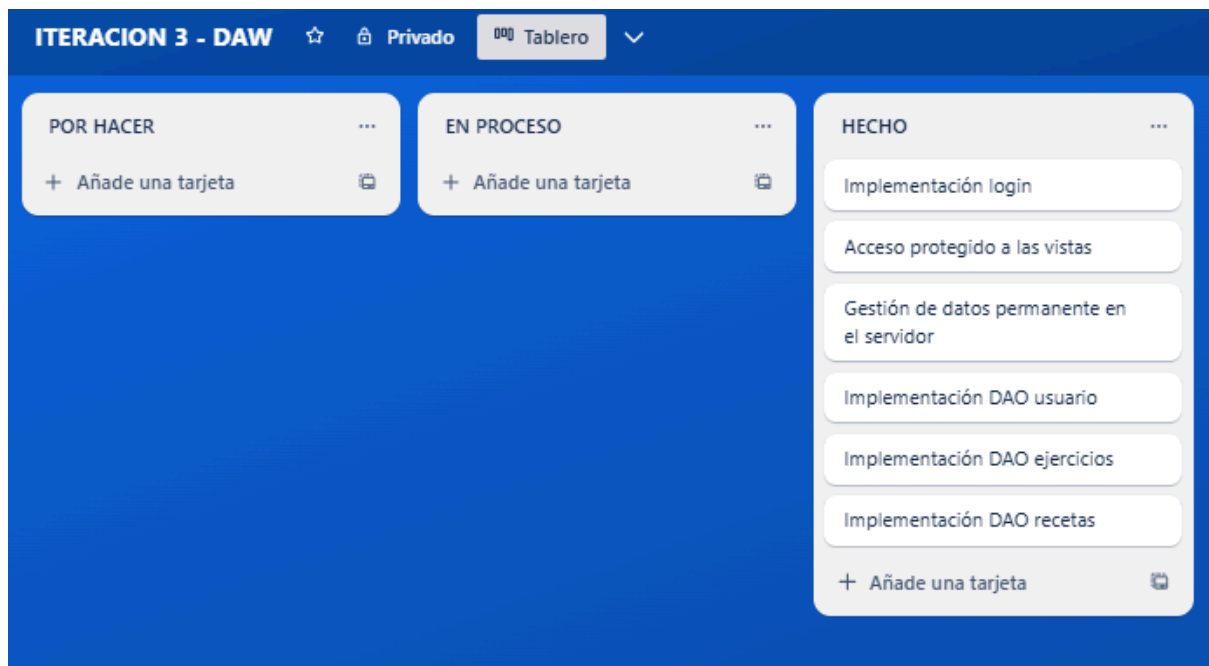 ITERACION 3 - DAW Privado Tablero
POR HACER
+ Añade una tarjeta
EN PROCESO
+ Añade una tarjeta
HECHO
Implementación login
Acceso protegido a las vistas
Gestión de datos permanente en
el servidor
Implementación DAO usuario
Implementación DAO ejercicios
Implementación DAO recetas
+ Añade una tarjeta